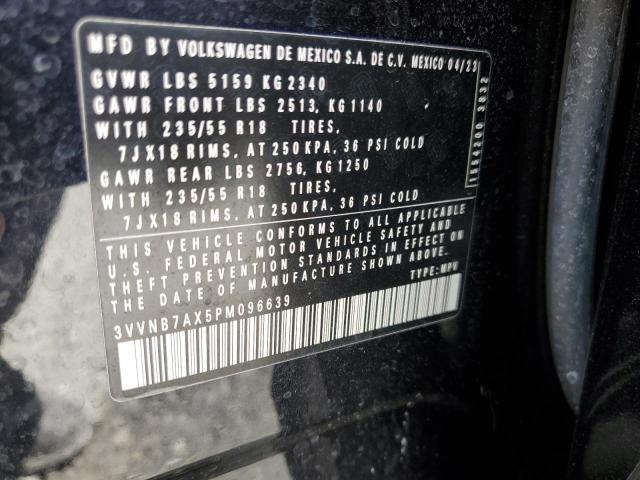 MFD BY VOLKSWAGEN DE MEXICO S.A. DE C.V. MEXICO 04/23
GVWR LBS 5159 KG 2340
GAWR FRONT LBS 2513, KG 1140
WITH 235/55 R18 TIRES,
7JX18 RIMS, AT 250 KPA, 36 PSI COLD
GAWR REAR LBS 2756, KG 1250
WITH 235/55 R18 TIRES,
7JX18 RIMS, AT 250 KPA, 36 PSI COLD
THIS VEHICLE CONFORMS TO ALL APPLICABLE
U.S. FEDERAL MOTOR VEHICLE SAFETY AND
THEFT PREVENTION STANDARDS IN EFFECT ON
THE DATE OF MANUFACTURE SHOWN ABOVE.
TYPE: MPV
3VVNB7AX5PM096639
3832